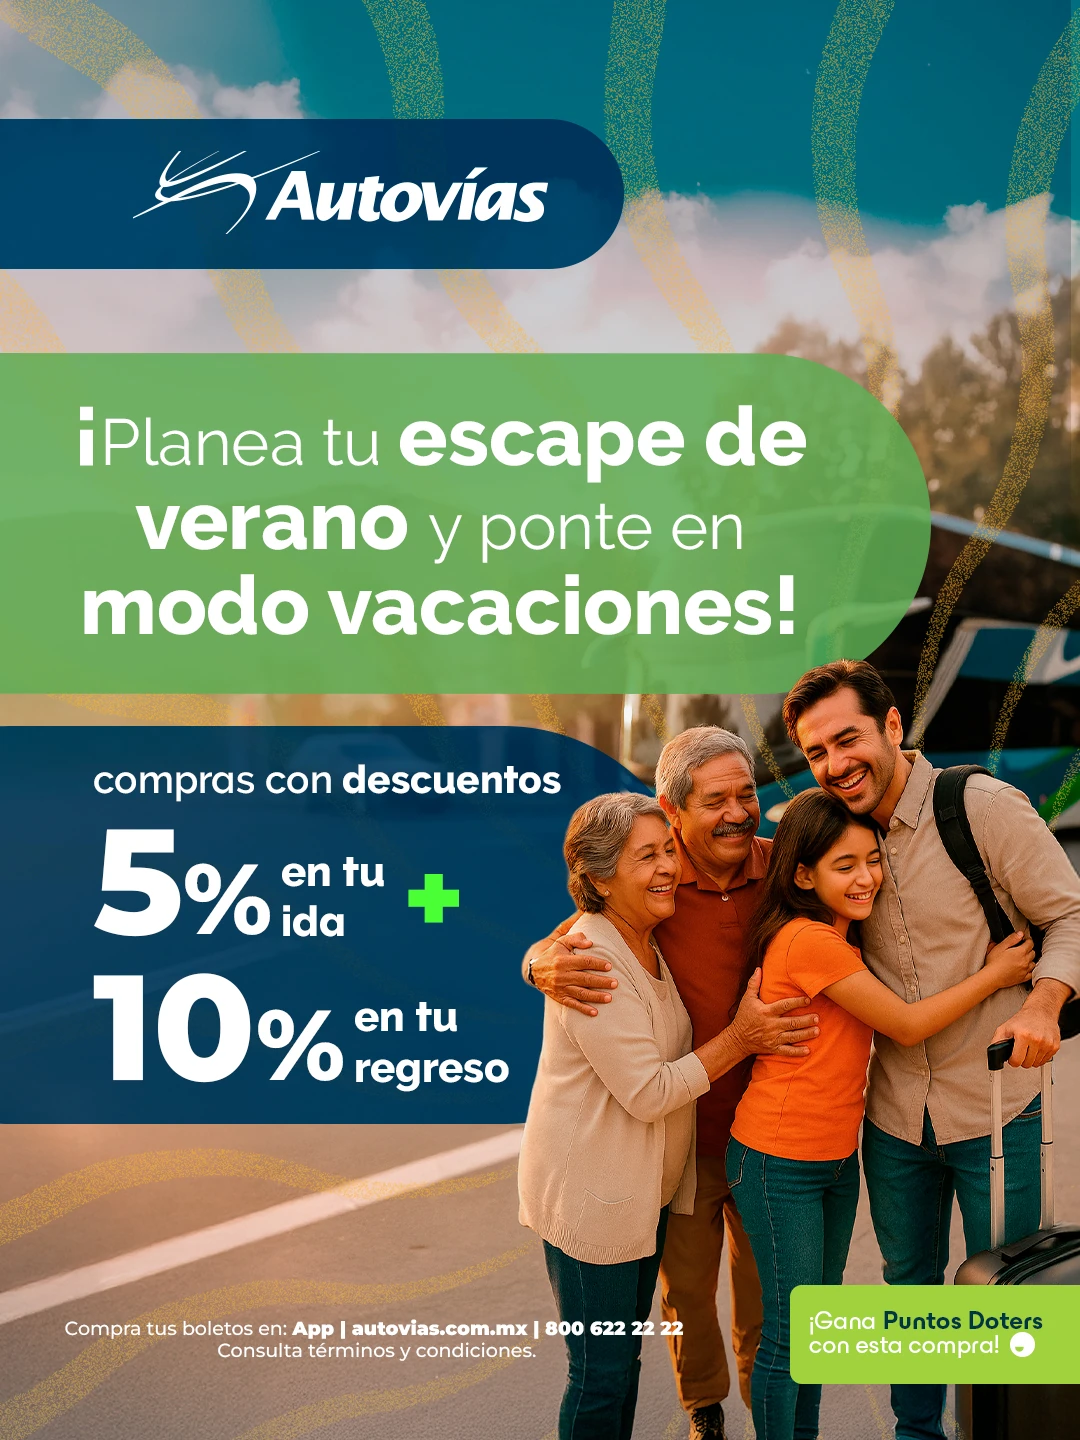 Autovías
¡Planea tu escape de
verano y ponte en
modo vacaciones!
compras con descuentos
5% en tu
ida
+
10% en tu
regreso
Compra tus boletos en: App | autovias.com.mx | 800 622 22 22
Consulta términos y condiciones.
¡Gana Puntos Doters
con esta compra!